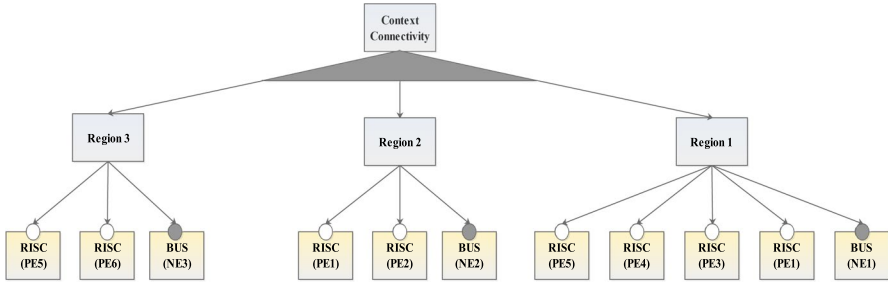 Context
Connectivity
Region 3
Region 2
Region 1
RISC
(PE5)
RISC
(PE6)
BUS
(NE3)
RISC
(PE1)
RISC
(PE2)
BUS
(NE2)
RISC
(PE5)
RISC
(PE4)
RISC
(PE3)
RISC
(PE1)
BUS
(NE1)